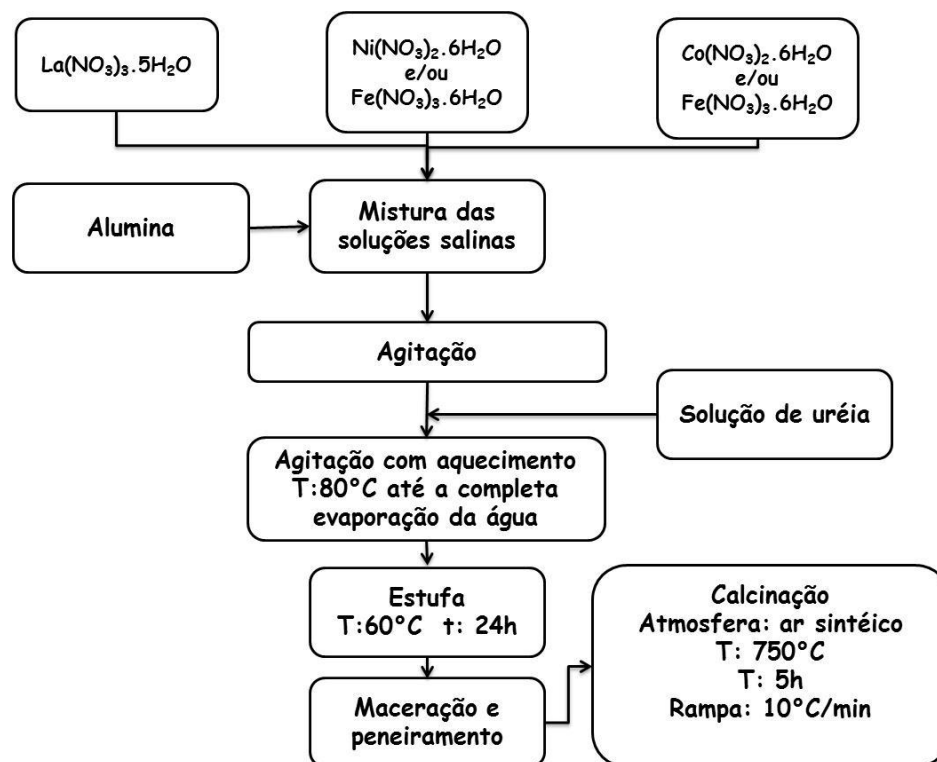 La(NO₃)₃.5H₂O
Ni(NO₃)₂.6H₂O
e/ou
Fe(NO₃)₃.6H₂O
Co(NO₃)₂.6H₂O
e/ou
Fe(NO₃)₃.6H₂O
Alumina
Mistura das
soluções salinas
Agitação
Solução de uréia
Agitação com aquecimento
T:80°C até a completa
evaporação da água
Estufa
T:60°C t: 24h
Maceração e
peneiramento
Calcinação
Atmosfera: ar sintéico
T: 750°C
T: 5h
Rampa: 10°C/min